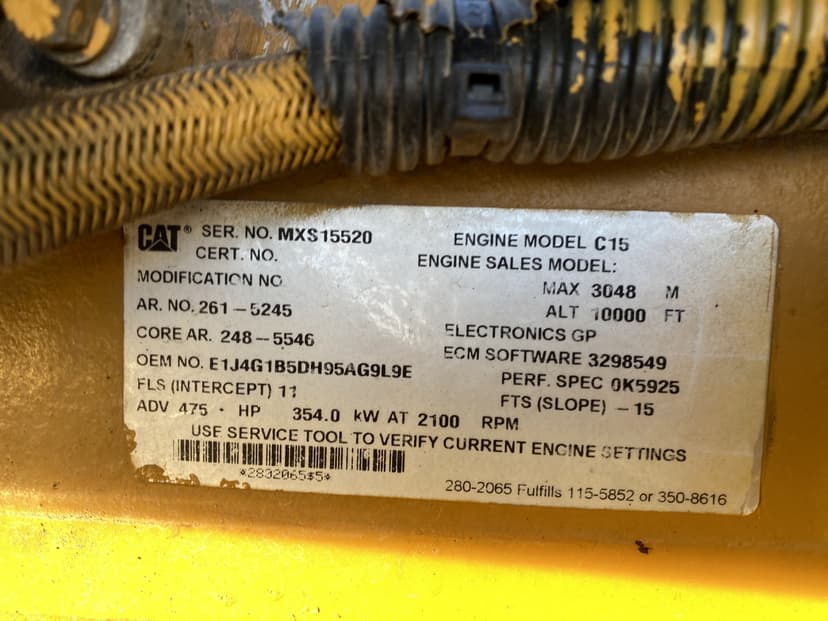 CAT® SER. NO. MXS15520 ENGINE MODEL C15
CERT. NO. ENGINE SALES MODEL:
MODIFICATION NO MAX 3048 M
AR. NO. 261-5245 ALT 10000 FT
CORE AR. 248-5546 ELECTRONICS GP
OEM NO. E1J4G1B5DH95AG9L9E ECM SOFTWARE 3298549
FLS (INTERCEPT) 11 PERF. SPEC 0K5925
ADV 475 · HP 354.0 kW AT 2100 RPM FTS (SLOPE) -15
USE SERVICE TOOL TO VERIFY CURRENT ENGINE SETTINGS
*2802065$5*
280-2065 Fulfills 115-5852 or 350-8616